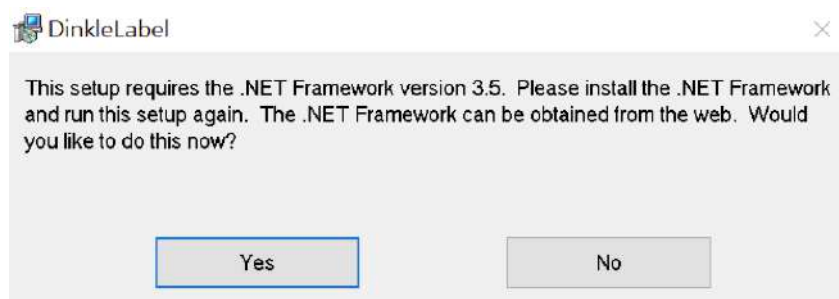 DinkleLabel
This setup requires the .NET Framework version 3.5.  Please install the .NET Framework
and run this setup again.  The .NET Framework can be obtained from the web.  Would
you like to do this now?
Yes
No